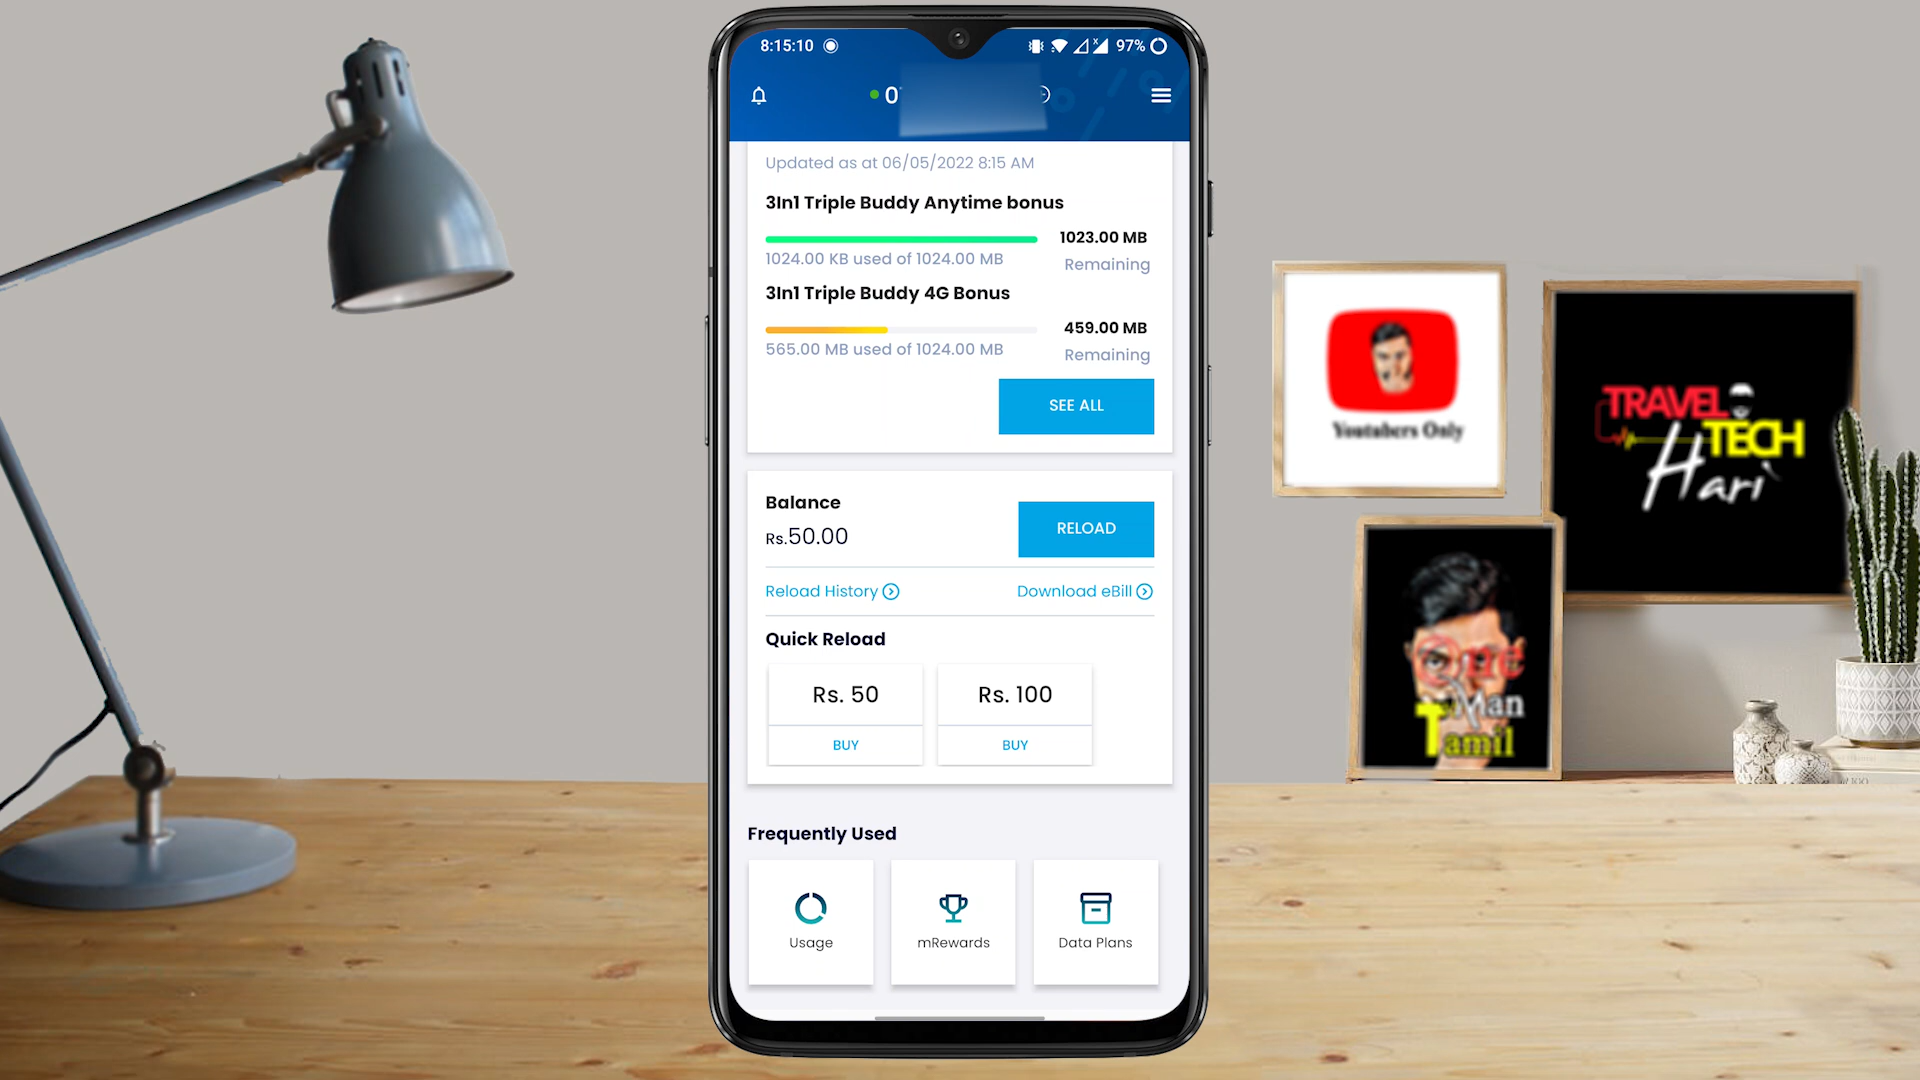 8:15:10
97%
Updated as at 06/05/2022 8:15 AM
3In1 Triple Buddy Anytime bonus
1023.00 MB
1024.00 KB used of 1024.00 MB
Remaining
3In1 Triple Buddy 4G Bonus
459.00 MB
565.00 MB used of 1024.00 MB
Remaining
SEE ALL
Balance
Rs.50.00
RELOAD
Reload History
Download eBill
Quick Reload
Rs. 50
Rs. 100
BUY
BUY
Frequently Used
Usage
mRewards
Data Plans
Youtubers Only
TRAVEL
TECH
Hari
One
Man
Tamil